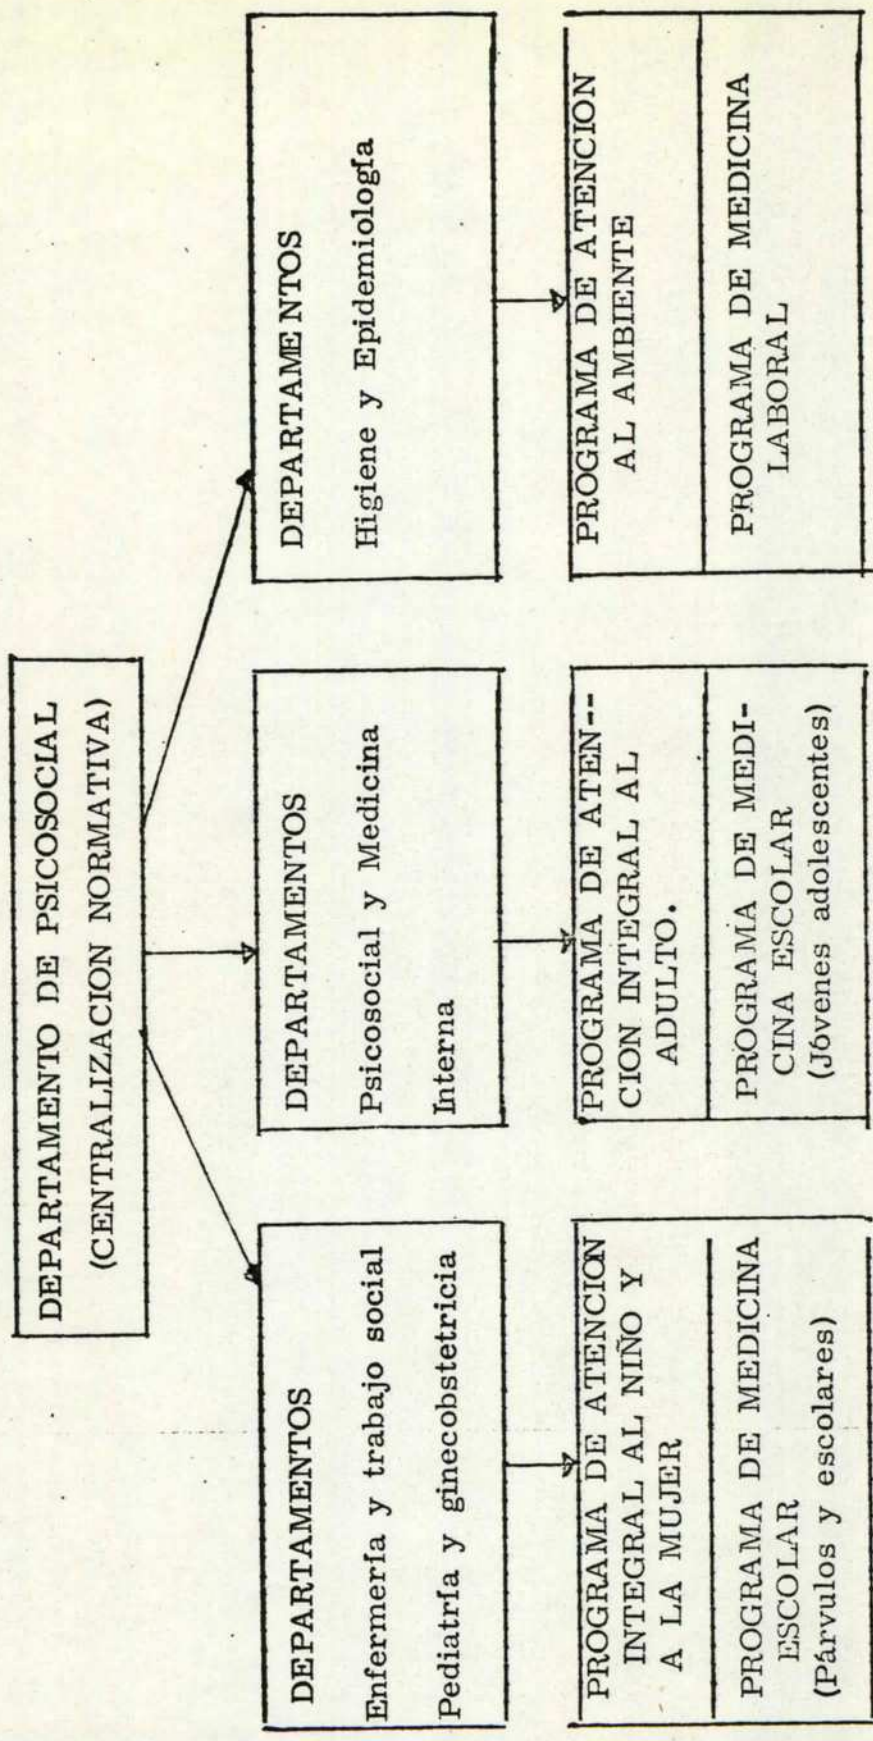 DEPARTAMENTO DE PSICOSOCIAL
(CENTRALIZACION NORMATIVA)
DEPARTAMENTOS
Enfermería y trabajo social
Pediatría y ginecobstetricia
DEPARTAMENTOS
Psicosocial y Medicina
Interna
DEPARTAMENTOS
Higiene y Epidemiología
PROGRAMA DE ATENCION
INTEGRAL AL NIÑO Y
A LA MUJER
PROGRAMA DE MEDICINA
ESCOLAR
(Párvulos y escolares)
PROGRAMA DE ATEN--
CION INTEGRAL AL
ADULTO.
PROGRAMA DE MEDI-
CINA ESCOLAR
(Jóvenes adolescentes)
PROGRAMA DE ATENCION
AL AMBIENTE
PROGRAMA DE MEDICINA
LABORAL